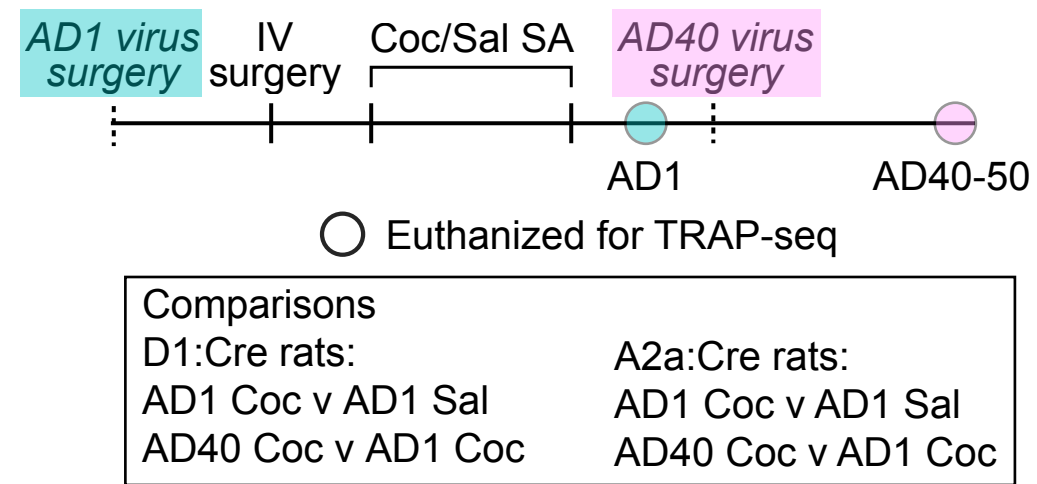 AD1 virus
surgery
IV
surgery
Coc/Sal SA
AD40 virus
surgery
AD1
AD40-50
Euthanized for TRAP-seq
Comparisons
D1:Cre rats:
AD1 Coc v AD1 Sal
AD40 Coc v AD1 Coc
A2a:Cre rats:
AD1 Coc v AD1 Sal
AD40 Coc v AD1 Coc